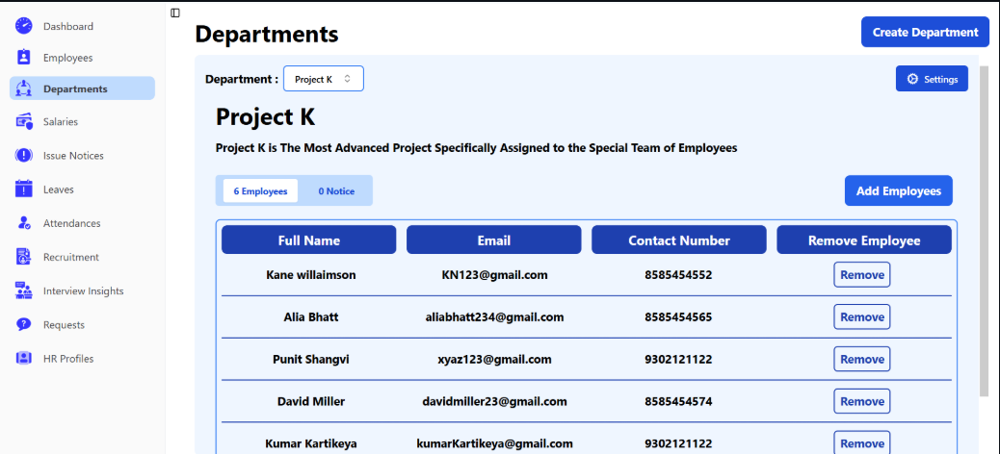 Dashboard
Employees
Departments
Salaries
Issue Notices
Leaves
Attendances
Recruitment
Interview Insights
Requests
HR Profiles
Departments
Create Department
Department : Project K
Settings
Project K
Project K is The Most Advanced Project Specifically Assigned to the Special Team of Employees
6 Employees 0 Notice
Add Employees
Full Name Email Contact Number Remove Employee
Kane willaimson KN123@gmail.com 8585454552 Remove
Alia Bhatt aliabhatt234@gmail.com 8585454565 Remove
Punit Shangvi xyaz123@gmail.com 9302121122 Remove
David Miller davidmiller23@gmail.com 8585454574 Remove
Kumar Kartikeya kumarKartikeya@gmail.com 9302121122 Remove